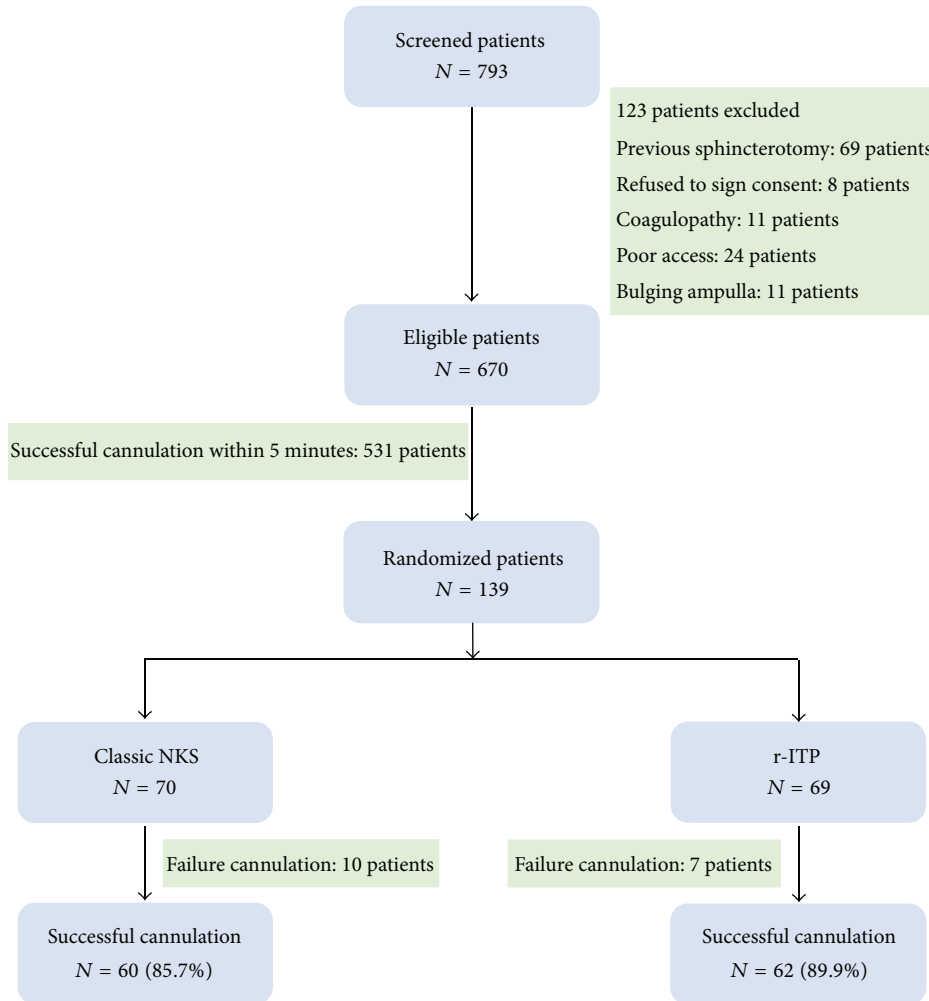 Screened patients
N = 793
123 patients excluded
Previous sphincterotomy: 69 patients
Refused to sign consent: 8 patients
Coagulopathy: 11 patients
Poor access: 24 patients
Bulging ampulla: 11 patients
Eligible patients
N = 670
Successful cannulation within 5 minutes: 531 patients
Randomized patients
N = 139
Classic NKS
N = 70
r-ITP
N = 69
Failure cannulation: 10 patients
Failure cannulation: 7 patients
Successful cannulation
N = 60 (85.7%)
Successful cannulation
N = 62 (89.9%)